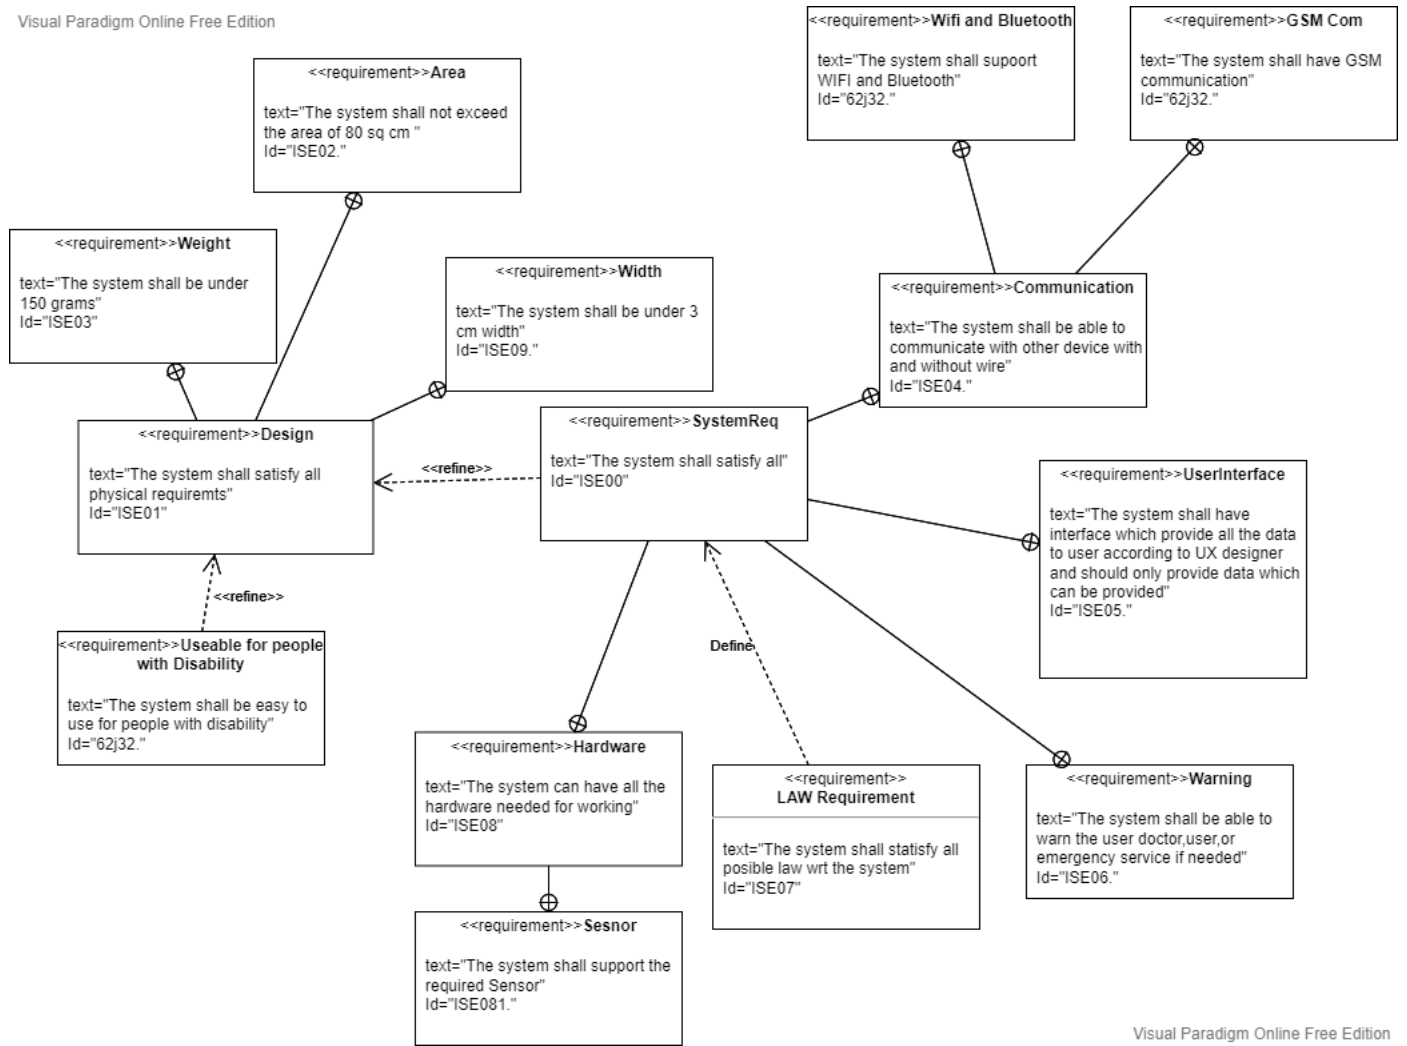 Visual Paradigm Online Free Edition
<<requirement>>Wifi and Bluetooth
text="The system shall supoort
WIFI and Bluetooth"
Id="62j32."
<<requirement>>GSM Com
text="The system shall have GSM
communication"
Id="62j32."
<<requirement>>Area
text="The system shall not exceed
the area of 80 sq cm "
Id="ISE02."
<<requirement>>Weight
text="The system shall be under
150 grams"
Id="ISE03"
<<requirement>>Width
text="The system shall be under 3
cm width"
Id="ISE09."
<<requirement>>Communication
text="The system shall be able to
communicate with other device with
and without wire"
Id="ISE04."
<<requirement>>Design
text="The system shall satisfy all
physical requiremts"
Id="ISE01"
<<refine>>
<<requirement>>SystemReq
text="The system shall satisfy all"
Id="ISE00"
<<requirement>>UserInterface
text="The system shall have
interface which provide all the data
to user according to UX designer
and should only provide data which
can be provided"
Id="ISE05."
<<refine>>
<<requirement>>Useable for people
with Disability
text="The system shall be easy to
use for people with disability"
Id="62j32."
Define
<<requirement>>Hardware
text="The system can have all the
hardware needed for working"
Id="ISE08"
<<requirement>>
LAW Requirement
text="The system shall statisfy all
posible law wrt the system"
Id="ISE07"
<<requirement>>Warning
text="The system shall be able to
warn the user doctor,user,or
emergency service if needed"
Id="ISE06."
<<requirement>>Sesnor
text="The system shall support the
required Sensor"
Id="ISE081."
Visual Paradigm Online Free Edition